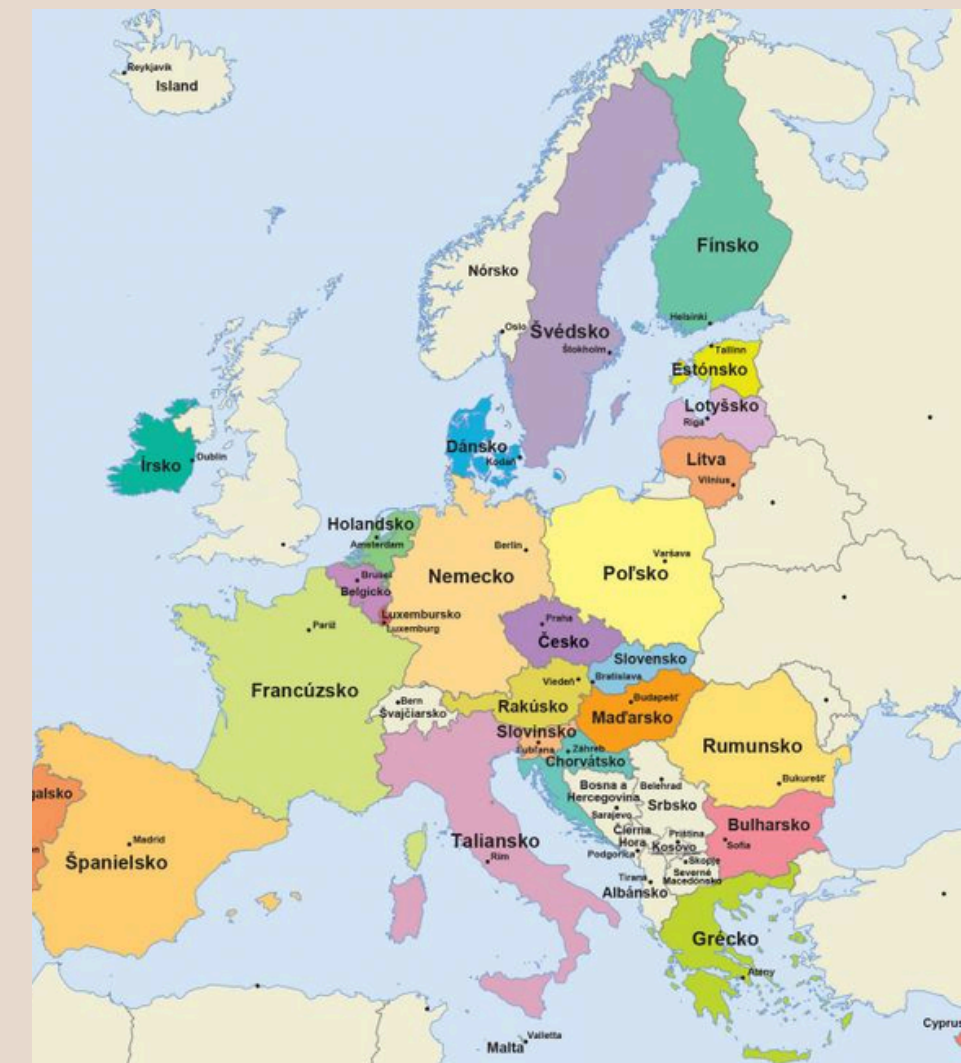 Reykjavík
Island
Fínsko
Nórsko
Helsinki
Oslo
Švédsko
Štokholm
Tallinn
Estónsko
Lotyšsko
Riga
Dánsko
Kodaň
Litva
Vilnius
Írsko
Dublin
Holandsko
Amsterdam
Berlín
Varšava
Poľsko
Nemecko
Brusel
Belgicko
Luxembursko
Luxemburg
Paríž
Praha
Česko
Slovensko
Bratislava
Viedeň
Francúzsko
Bern
Švajčiarsko
Rakúsko
Budapešť
Maďarsko
Slovinsko
Ľubľana
Záhreb
Chorvátsko
Rumunsko
Bukurešť
Bosna a
Hercegovina
Sarajevo
Belehrad
Srbsko
galsko
Madrid
Španielsko
Taliansko
Rím
Čierna
Hora
Podgorica
Priština
Kosovo
Bulharsko
Sofia
Skopje
Severné
Macedónsko
Tirana
Albánsko
Grécko
Atény
Valletta
Malta
Cyprus